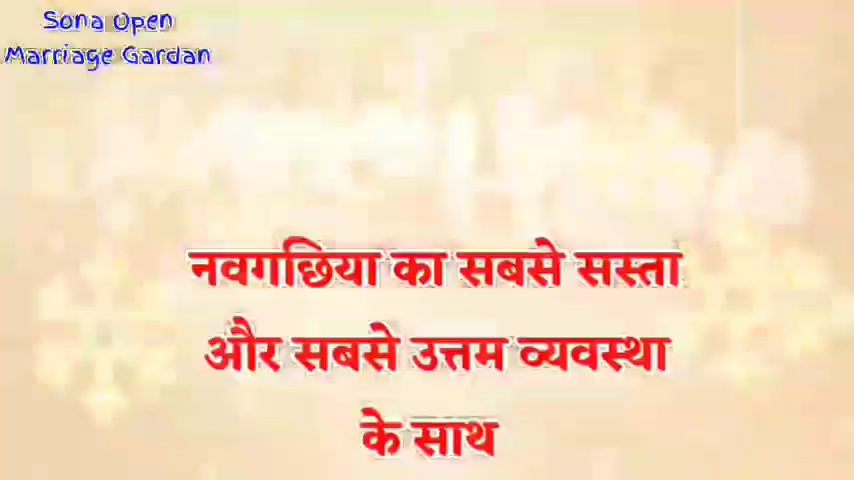 Sona Open
Marriage Gardan
नवगछिया का सबसे सस्ता
और सबसे उत्तम व्यवस्था
के साथ